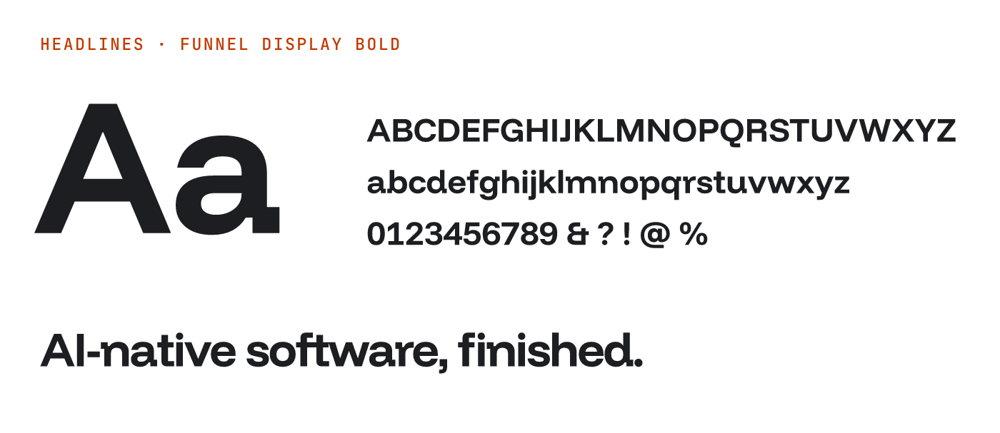 HEADLINES · FUNNEL DISPLAY BOLD
Aa
ABCDEFGHIJKLMNOPQRSTUVWXYZ
abcdefghijklmnopqrstuvwxyz
0123456789 & ? ! @ %
AI-native software, finished.